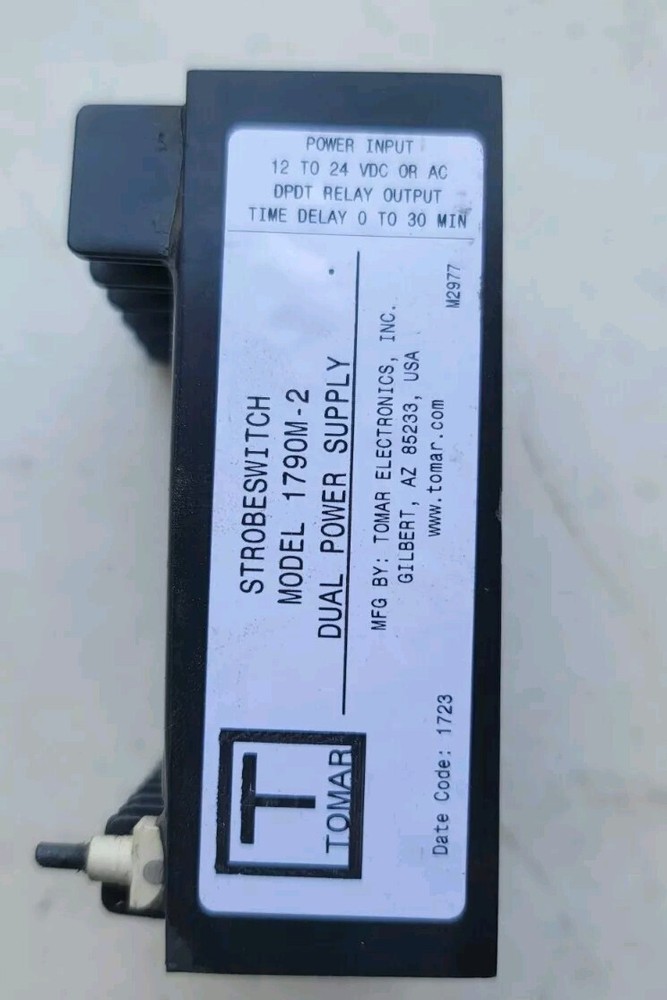 POWER INPUT
12 TO 24 VDC OR AC
DPDT RELAY OUTPUT
TIME DELAY 0 TO 30 MIN
STROBESWITCH
MODEL 1790M-2
DUAL POWER SUPPLY
MFG BY: TOMAR ELECTRONICS, INC.
GILBERT, AZ 85233, USA
www.tomar.com
M2977
T
TOMAR
Date Code: 1723